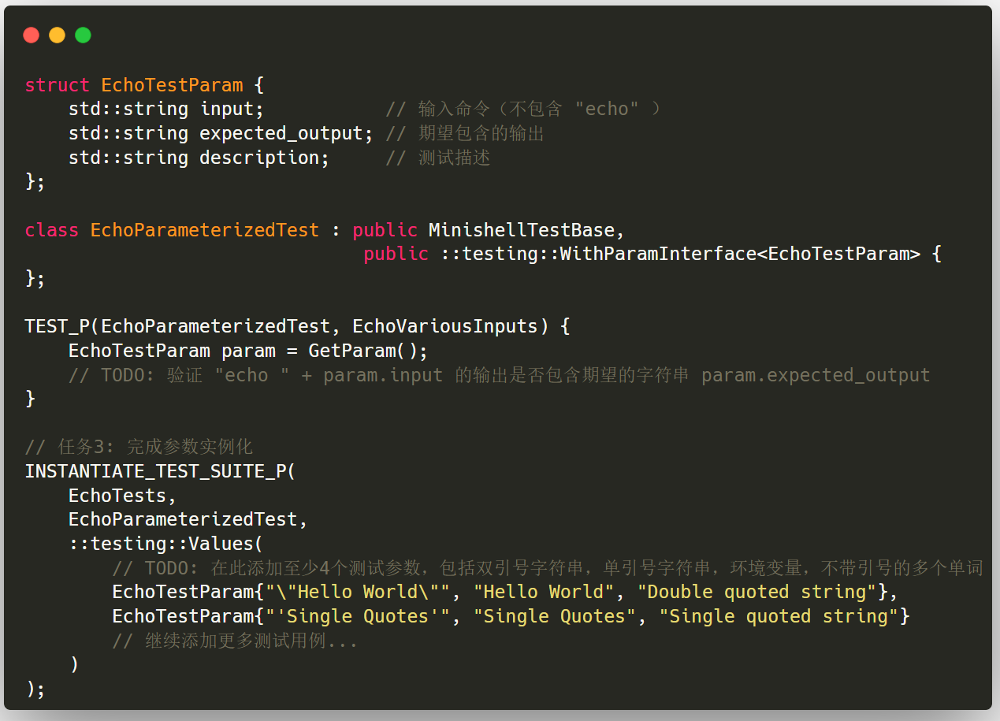 struct EchoTestParam {
    std::string input;           // 输入命令（不包含 "echo" ）
    std::string expected_output; // 期望包含的输出
    std::string description;     // 测试描述
};

class EchoParameterizedTest : public MinishellTestBase,
                               public ::testing::WithParamInterface<EchoTestParam> {
};

TEST_P(EchoParameterizedTest, EchoVariousInputs) {
    EchoTestParam param = GetParam();
    // TODO: 验证 "echo " + param.input 的输出是否包含期望的字符串 param.expected_output
}

// 任务3: 完成参数实例化
INSTANTIATE_TEST_SUITE_P(
    EchoTests,
    EchoParameterizedTest,
    ::testing::Values(
        // TODO: 在此添加至少4个测试参数，包括双引号字符串，单引号字符串，环境变量，不带引号的多个单词
        EchoTestParam{"\"Hello World\"", "Hello World", "Double quoted string"},
        EchoTestParam{"'Single Quotes'", "Single Quotes", "Single quoted string"}
        // 继续添加更多测试用例...
    )
);